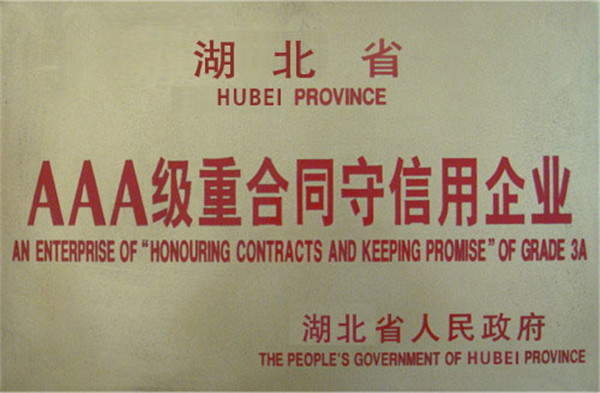 湖北省
HUBEI PROVINCE
AAA级重合同守信用企业
AN ENTERPRISE OF “HONOURING CONTRACTS AND KEEPING PROMISE” OF GRADE 3A
湖北省人民政府
THE PEOPLE'S GOVERNMENT OF HUBEI PROVINCE